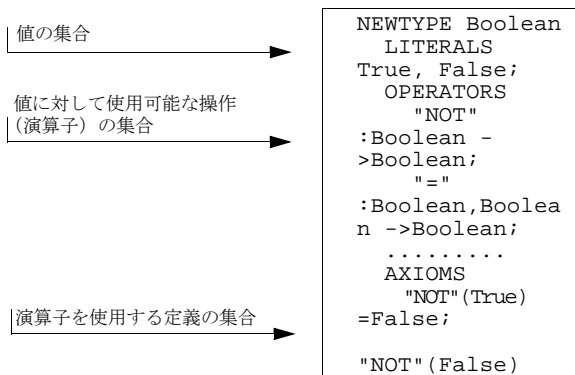 値の集合
値に対して使用可能な操作
（演算子）の集合
演算子を使用する定義の集合
NEWTYPE Boolean
LITERALS
True, False;
OPERATORS
"NOT"
:Boolean -
>Boolean;
"="
:Boolean,Boolea
n ->Boolean;
.........
AXIOMS
"NOT"(True)
=False;
"NOT"(False)